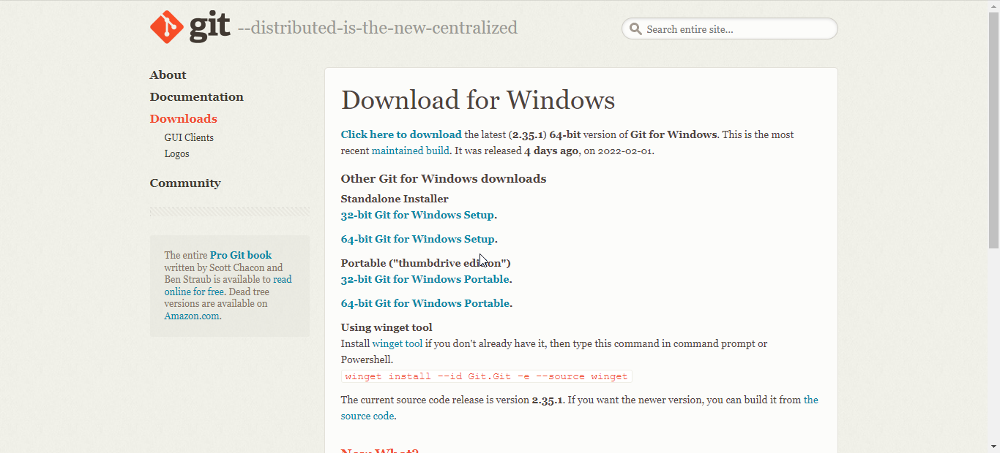 git --distributed-is-the-new-centralized
Search entire site...
About
Documentation
Downloads
GUI Clients
Logos
Community
The entire Pro Git book
written by Scott Chacon and
Ben Straub is available to read
online for free. Dead tree
versions are available on
Amazon.com.
Download for Windows
Click here to download the latest (2.35.1) 64-bit version of Git for Windows. This is the most
recent maintained build. It was released 4 days ago, on 2022-02-01.
Other Git for Windows downloads
Standalone Installer
32-bit Git for Windows Setup.
64-bit Git for Windows Setup.
Portable ("thumbdrive edition")
32-bit Git for Windows Portable.
64-bit Git for Windows Portable.
Using winget tool
Install winget tool if you don't already have it, then type this command in command prompt or
Powershell.
winget install --id Git.Git -e --source winget
The current source code release is version 2.35.1. If you want the newer version, you can build it from the
source code.
Now What?